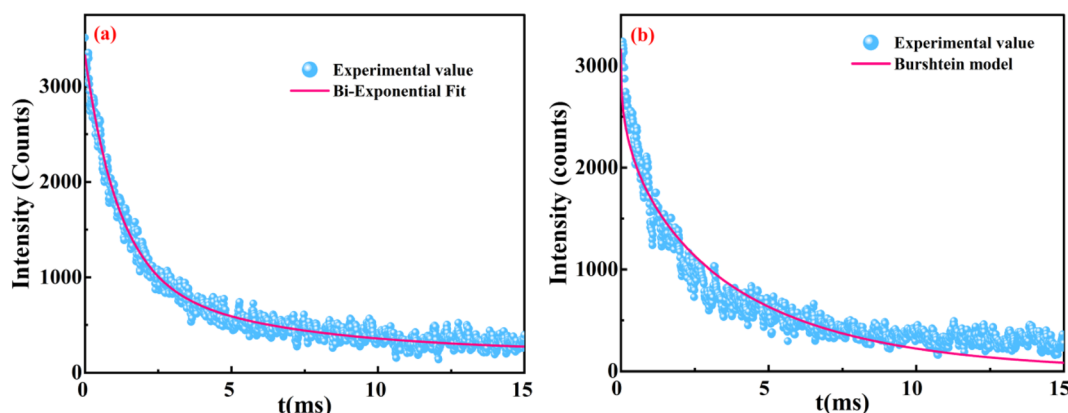 (a)
Experimental value
Bi-Exponential Fit
Intensity (Counts)
3000
2000
1000
0
0
5
10
15
t(ms)
(b)
Experimental value
Burshtein model
Intensity (counts)
3000
2000
1000
0
0
5
10
15
t(ms)